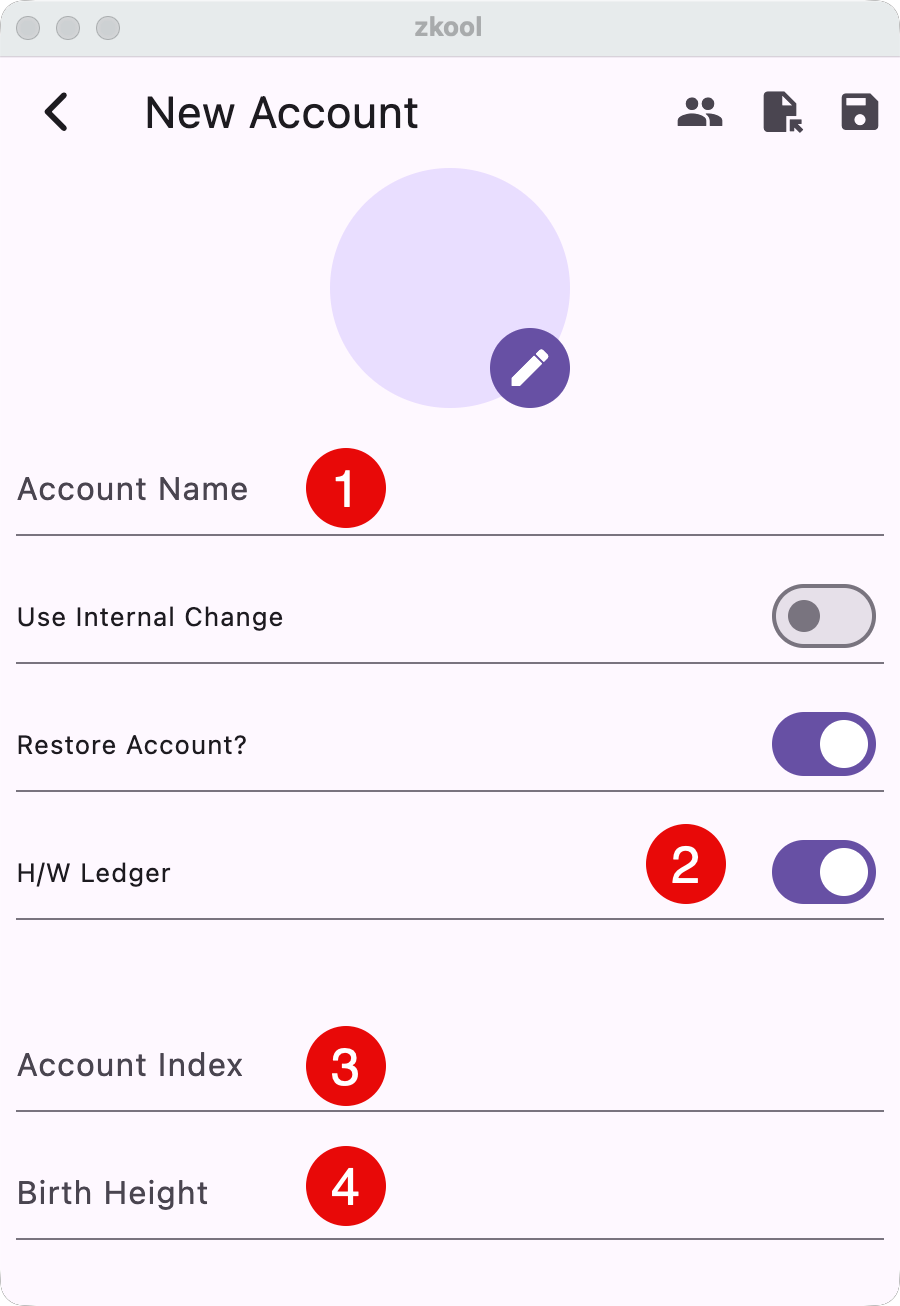 zkool
New Account
Account Name 1
Use Internal Change
Restore Account?
H/W Ledger 2
Account Index 3
Birth Height 4